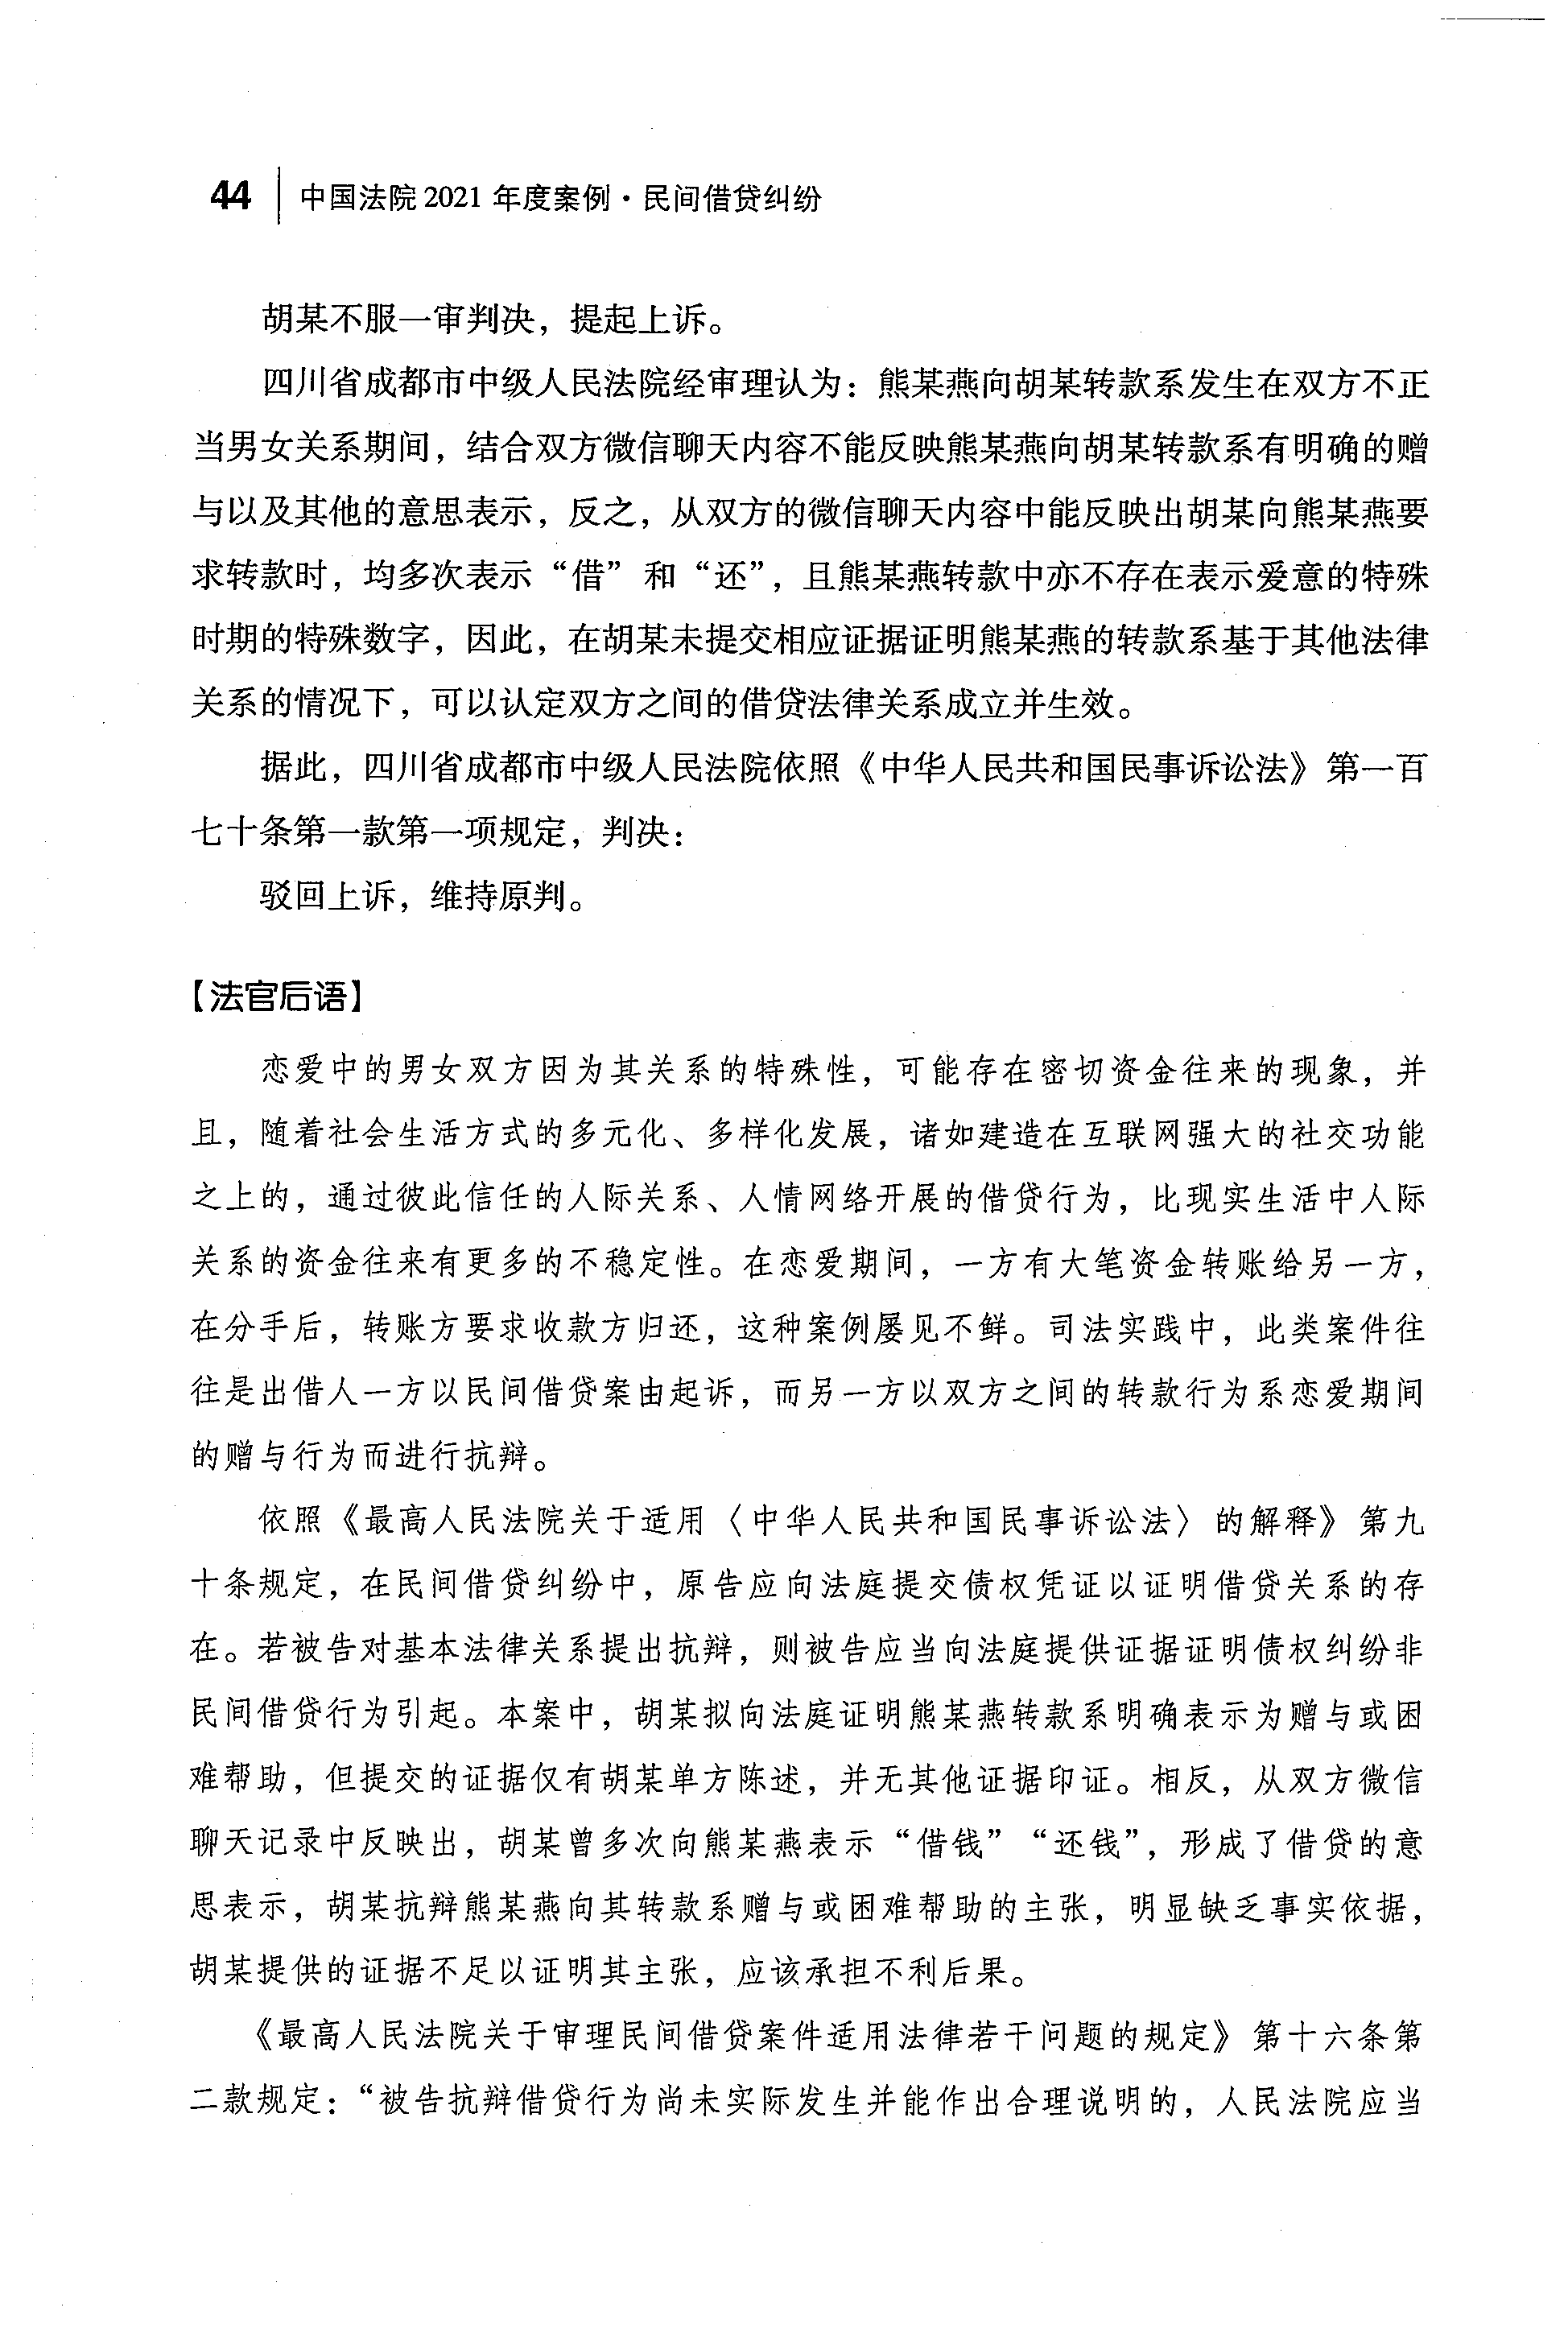 44 中国法院 2021 年度案例·民间借贷纠纷
胡某不服一审判决，提起上诉。
四川省成都市中级人民法院经审理认为：熊某燕向胡某转款系发生在双方不正
当男女关系期间，结合双方微信聊天内容不能反映熊某燕向胡某转款系有明确的赠
与以及其他的意思表示，反之，从双方的微信聊天内容中能反映出胡某向熊某燕要
求转款时，均多次表示“借”和“还”，且熊某燕转款中亦不存在表示爱意的特殊
时期的特殊数字，因此，在胡某未提交相应证据证明熊某燕的转款系基于其他法律
关系的情况下，可以认定双方之间的借贷法律关系成立并生效。
据此，四川省成都市中级人民法院依照《中华人民共和国民事诉讼法》第一百
七十条第一款第一项规定，判决：
驳回上诉，维持原判。
【法官后语】
恋爱中的男女双方因为其关系的特殊性，可能存在密切资金往来的现象，并
且，随着社会生活方式的多元化、多样化发展，诸如建造在互联网强大的社交功能
之上的，通过彼此信任的人际关系、人情网络开展的借贷行为，比现实生活中人际
关系的资金往来有更多的不稳定性。在恋爱期间，一方有大笔资金转账给另一方，
在分手后，转账方要求收款方归还，这种案例屡见不鲜。司法实践中，此类案件往
往是出借人一方以民间借贷案由起诉，而另一方以双方之间的转款行为系恋爱期间
的赠与行为而进行抗辩。
依照《最高人民法院关于适用〈中华人民共和国民事诉讼法〉的解释》第九
十条规定，在民间借贷纠纷中，原告应向法庭提交债权凭证以证明借贷关系的存
在。若被告对基本法律关系提出抗辩，则被告应当向法庭提供证据证明债权纠纷非
民间借贷行为引起。本案中，胡某拟向法庭证明熊某燕转款系明确表示为赠与或困
难帮助，但提交的证据仅有胡某单方陈述，并无其他证据印证。相反，从双方微信
聊天记录中反映出，胡某曾多次向熊某燕表示“借钱”“还钱”，形成了借贷的意
思表示，胡某抗辩熊某燕向其转款系赠与或困难帮助的主张，明显缺乏事实依据，
胡某提供的证据不足以证明其主张，应该承担不利后果。
《最高人民法院关于审理民间借贷案件适用法律若干问题的规定》第十六条第
二款规定：“被告抗辩借贷行为尚未实际发生并能作出合理说明的，人民法院应当